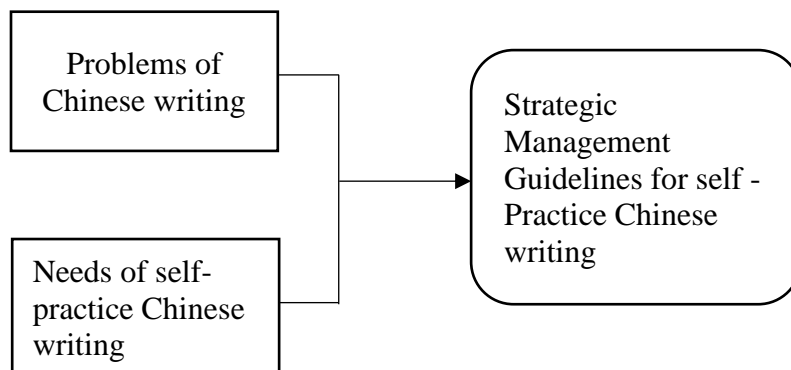 Problems of
Chinese writing
Strategic
Management
Guidelines for self -
Practice Chinese
writing
Needs of self-
practice Chinese
writing